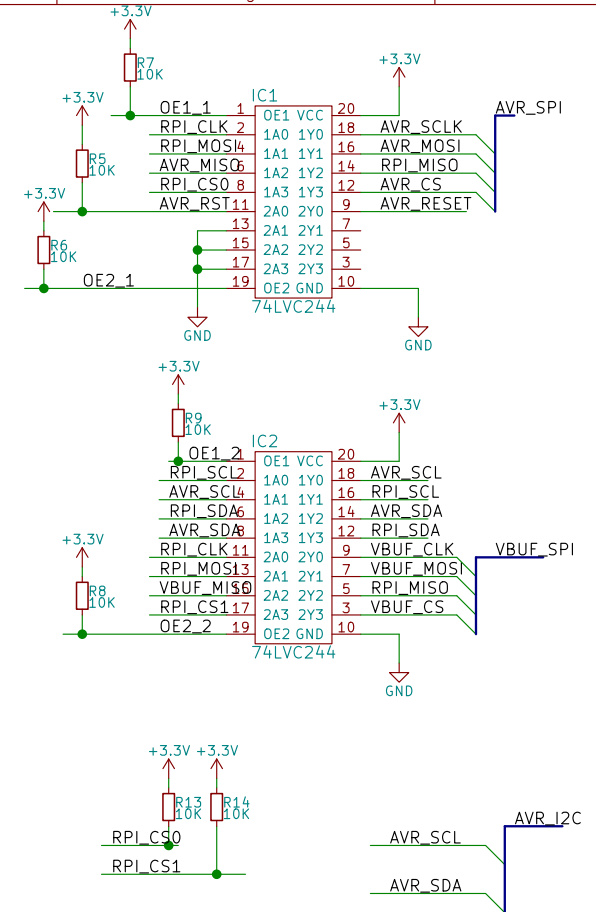 +3.3V
R7
10K
+3.3V
IC1
+3.3V
OE1_1 1 OE1 VCC 20
AVR_SPI
RPI_CLK 2 1A0 1Y0 18 AVR_SCLK
R5
10K
RPI_MOSI 4 1A1 1Y1 16 AVR_MOSI
AVR_MISO 6 1A2 1Y2 14 RPI_MISO
RPI_CS0 8 1A3 1Y3 12 AVR_CS
+3.3V
AVR_RST 11 2A0 2Y0 9 AVR_RESET
13 2A1 2Y1 7
R6
10K
15 2A2 2Y2 5
17 2A3 2Y3 3
OE2_1 19 OE2 GND 10
74LVC244
GND
GND
+3.3V
R9
10K
+3.3V
IC2
OE1_2 1 OE1 VCC 20
RPI_SCL 2 1A0 1Y0 18 AVR_SCL
AVR_SCL 4 1A1 1Y1 16 RPI_SCL
RPI_SDA 6 1A2 1Y2 14 AVR_SDA
AVR_SDA 8 1A3 1Y3 12 RPI_SDA
+3.3V
RPI_CLK 11 2A0 2Y0 9 VBUF_CLK
VBUF_SPI
RPI_MOSI 13 2A1 2Y1 7 VBUF_MOSI
R8
10K
VBUF_MISO 15 2A2 2Y2 5 RPI_MISO
RPI_CS1 17 2A3 2Y3 3 VBUF_CS
OE2_2 19 OE2 GND 10
74LVC244
GND
+3.3V +3.3V
R13 R14
10K 10K
AVR_I2C
RPI_CS0
AVR_SCL
RPI_CS1
AVR_SDA